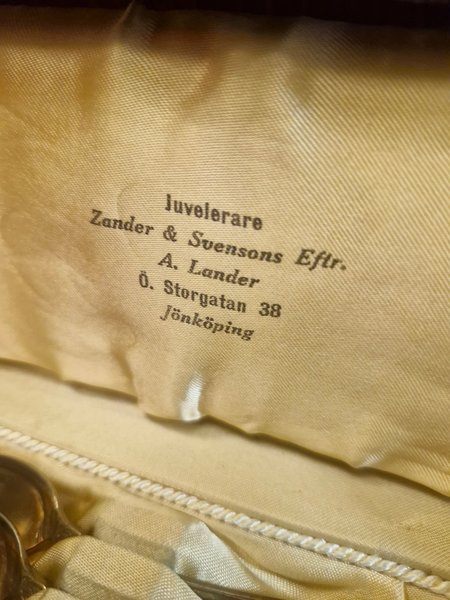 Juvelerare
Zander & Svensons Eftr.
A. Lander
Ö. Storgatan 38
Jönköping